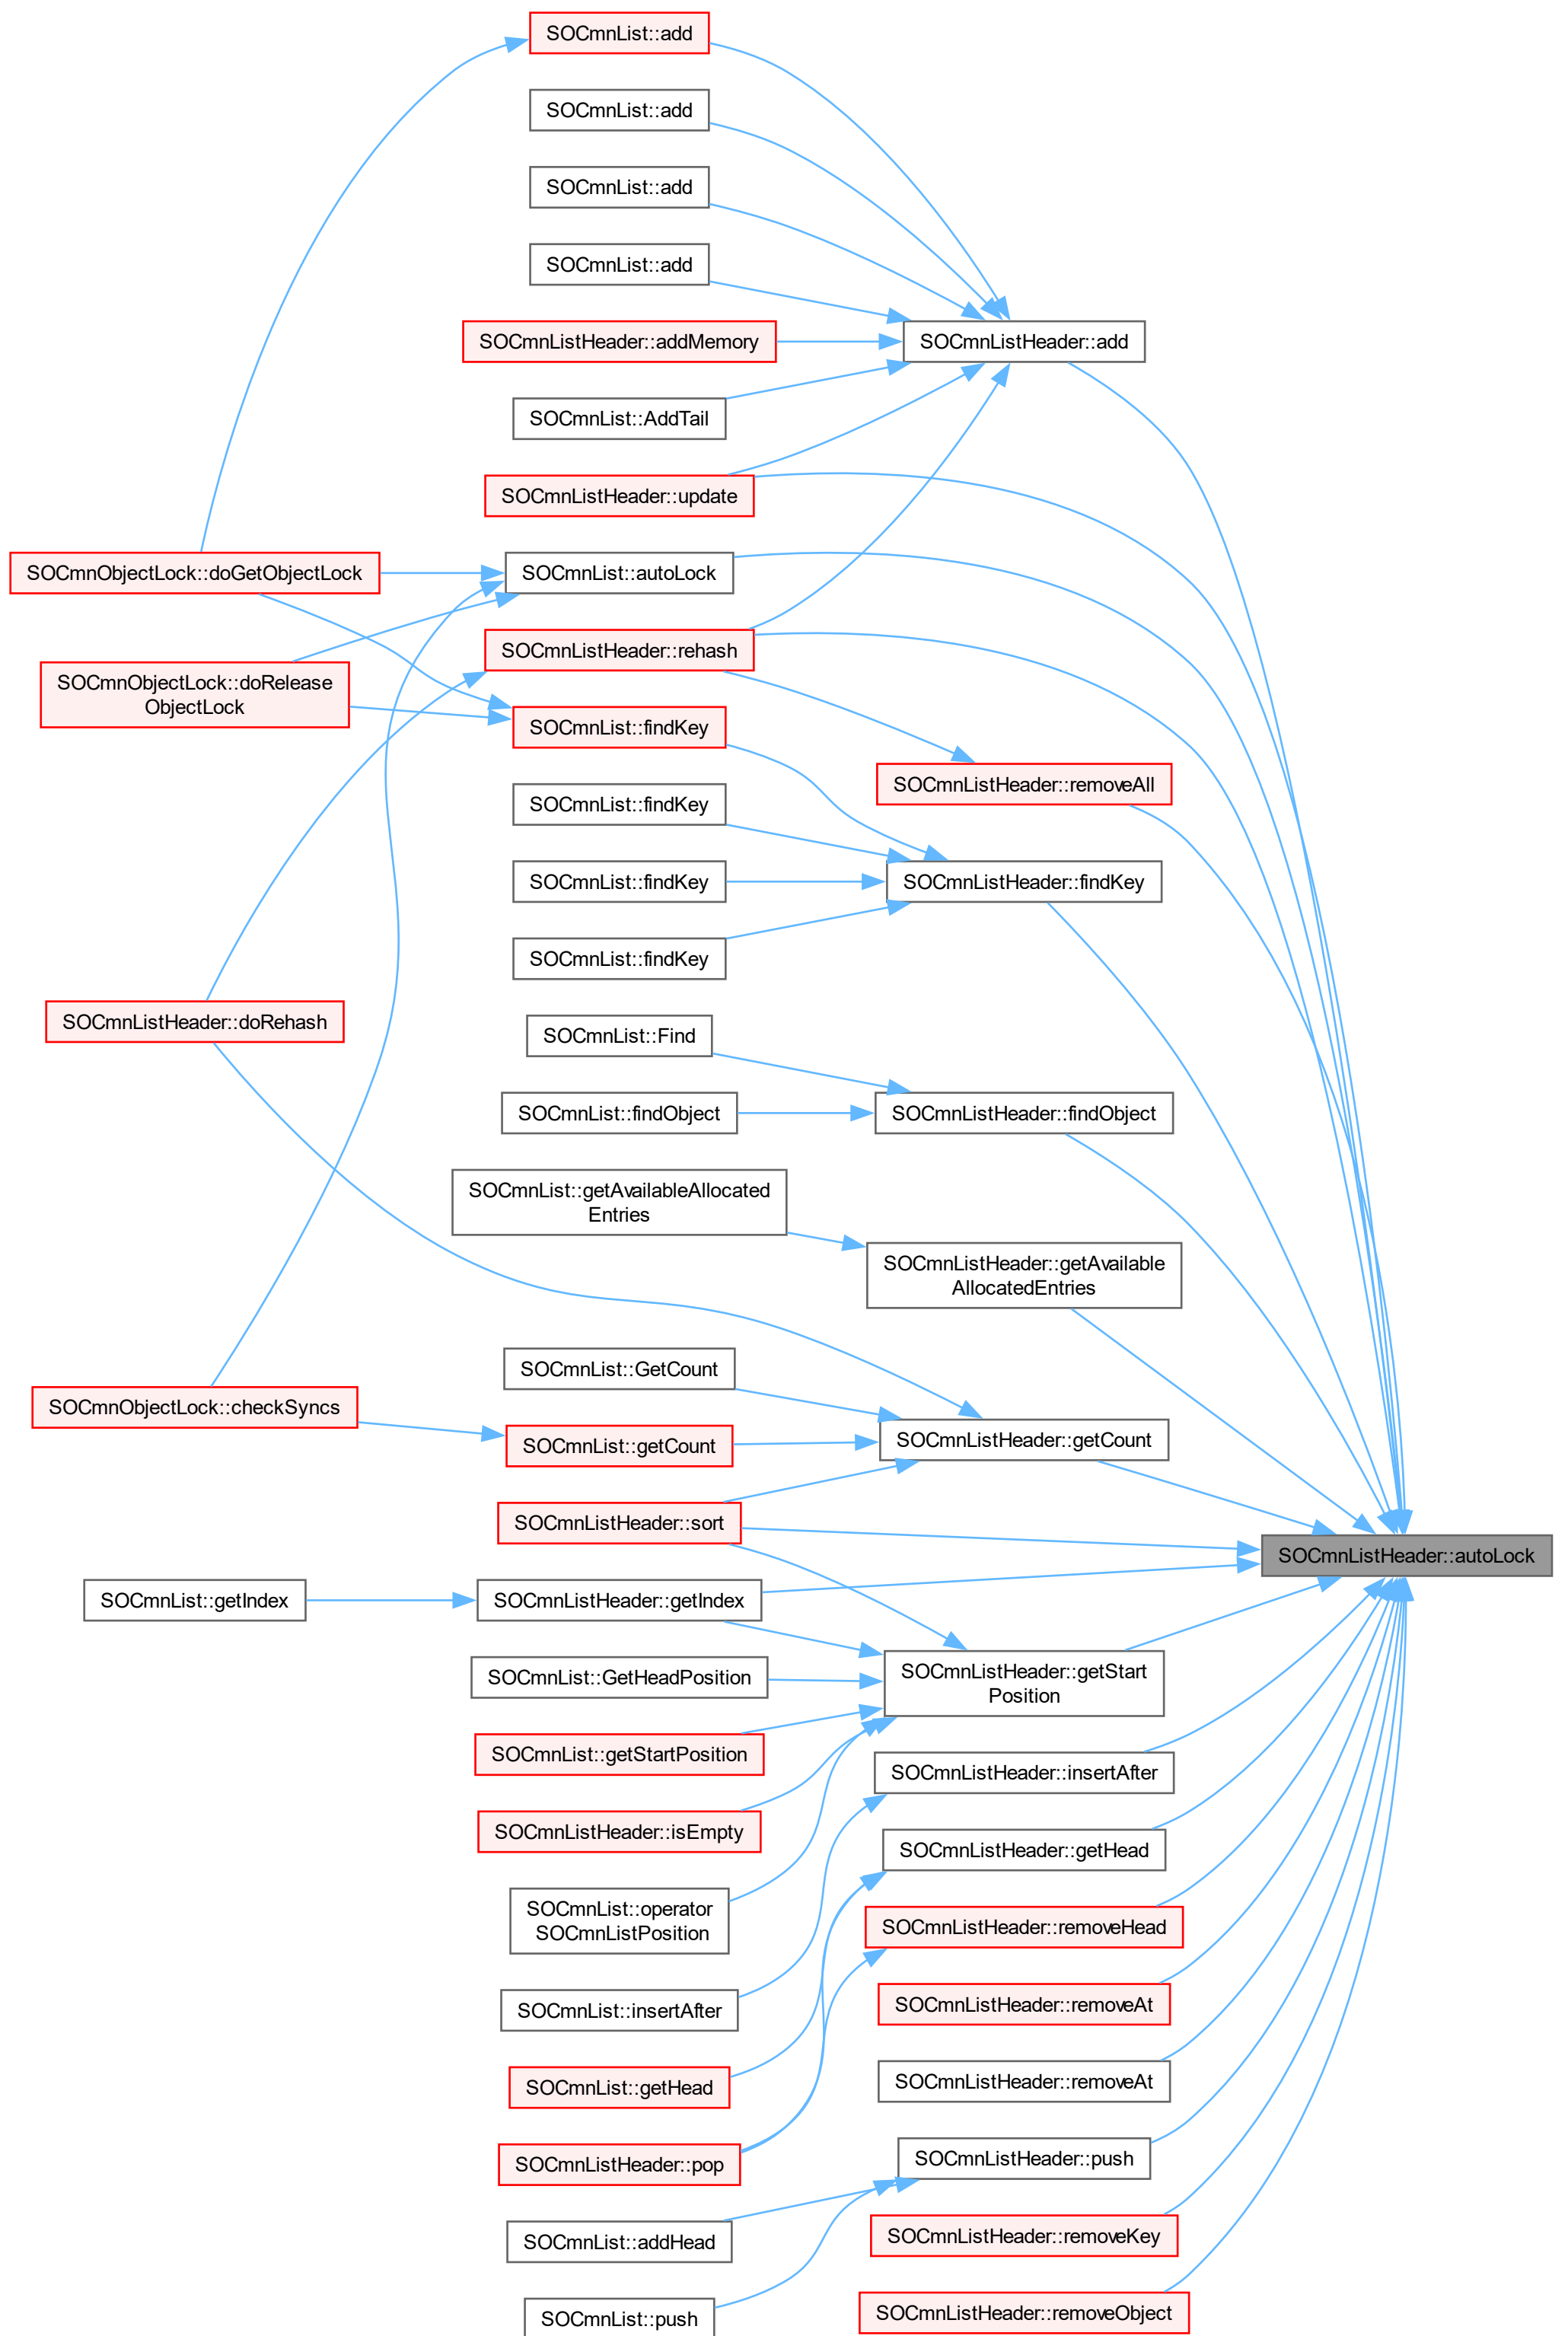 SOCmnList::add
SOCmnList::add
SOCmnList::add
SOCmnList::add
SOCmnListHeader::add
SOCmnListHeader::addMemory
SOCmnList::AddTail
SOCmnListHeader::update
SOCmnObjectLock::doGetObjectLock
SOCmnList::autoLock
SOCmnListHeader::rehash
SOCmnObjectLock::doRelease
ObjectLock
SOCmnList::findKey
SOCmnListHeader::removeAll
SOCmnList::findKey
SOCmnList::findKey
SOCmnListHeader::findKey
SOCmnList::findKey
SOCmnListHeader::doRehash
SOCmnList::Find
SOCmnList::findObject
SOCmnListHeader::findObject
SOCmnList::getAvailableAllocated
Entries
SOCmnListHeader::getAvailable
AllocatedEntries
SOCmnList::GetCount
SOCmnObjectLock::checkSyncs
SOCmnList::getCount
SOCmnListHeader::getCount
SOCmnListHeader::sort
SOCmnListHeader::autoLock
SOCmnList::getIndex
SOCmnListHeader::getIndex
SOCmnList::GetHeadPosition
SOCmnListHeader::getStart
Position
SOCmnList::getStartPosition
SOCmnListHeader::insertAfter
SOCmnListHeader::isEmpty
SOCmnListHeader::getHead
SOCmnList::operator
SOCmnListPosition
SOCmnListHeader::removeHead
SOCmnList::insertAfter
SOCmnListHeader::removeAt
SOCmnList::getHead
SOCmnListHeader::removeAt
SOCmnListHeader::pop
SOCmnListHeader::push
SOCmnList::addHead
SOCmnListHeader::removeKey
SOCmnList::push
SOCmnListHeader::removeObject